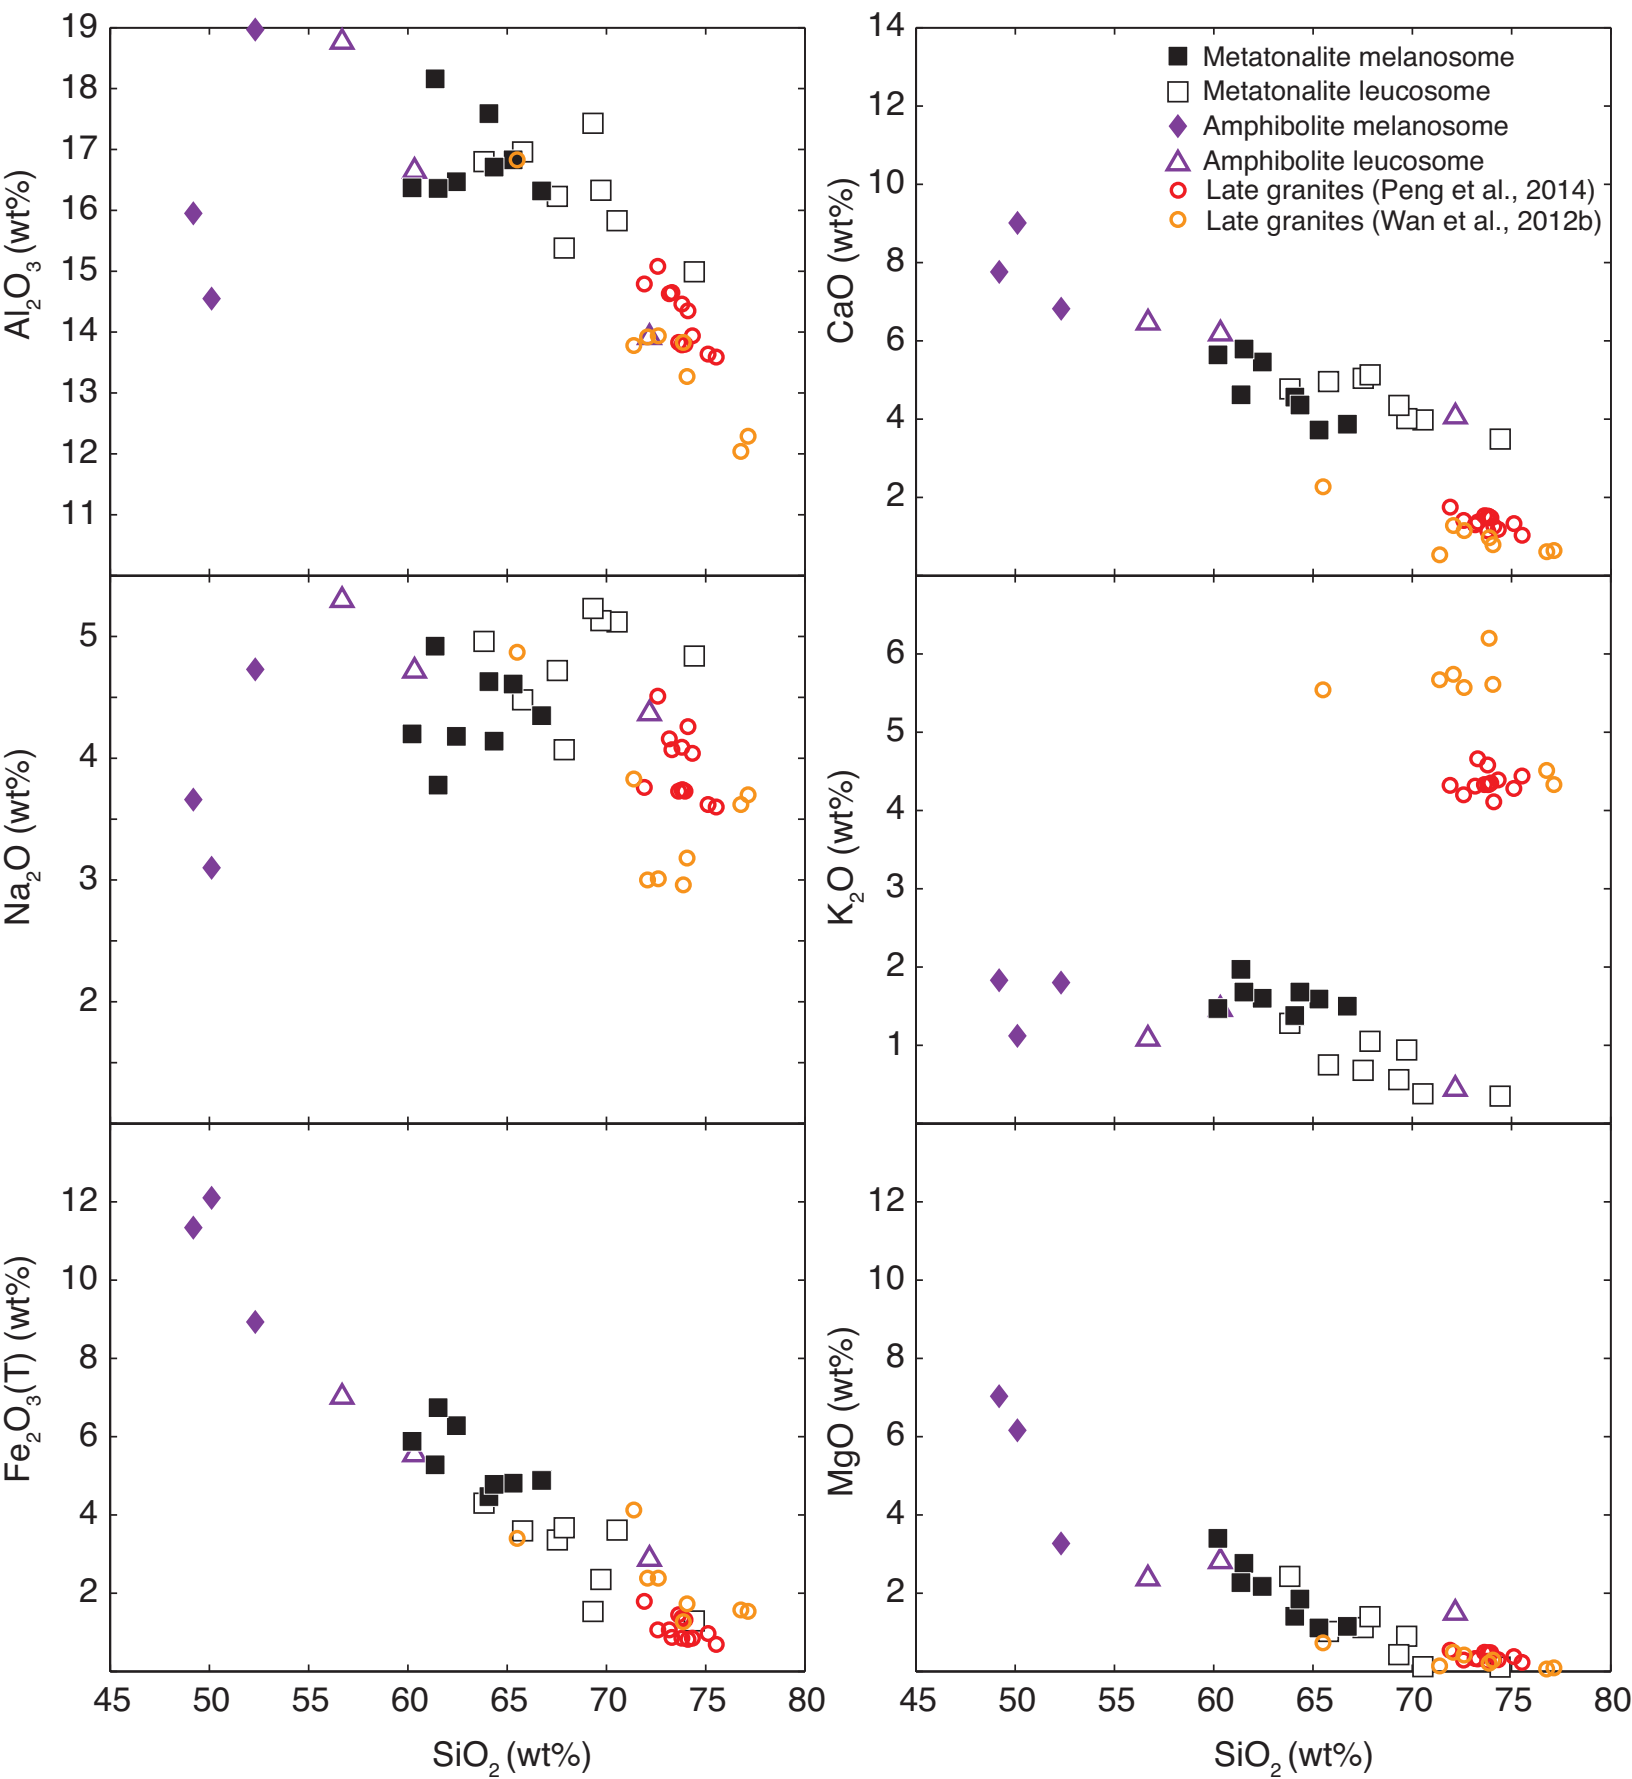 19
18
17
16
15
14
13
12
11
Al2O3 (wt%)
14
12
10
8
6
4
2
CaO (wt%)
Metatonalite melanosome
Metatonalite leucosome
Amphibolite melanosome
Amphibolite leucosome
Late granites (Peng et al., 2014)
Late granites (Wan et al., 2012b)
5
4
3
2
Na2O (wt%)
6
5
4
3
2
1
K2O (wt%)
12
10
8
6
4
2
Fe2O3(T) (wt%)
12
10
8
6
4
2
MgO (wt%)
45 50 55 60 65 70 75 80
SiO2 (wt%)
45 50 55 60 65 70 75 80
SiO2 (wt%)